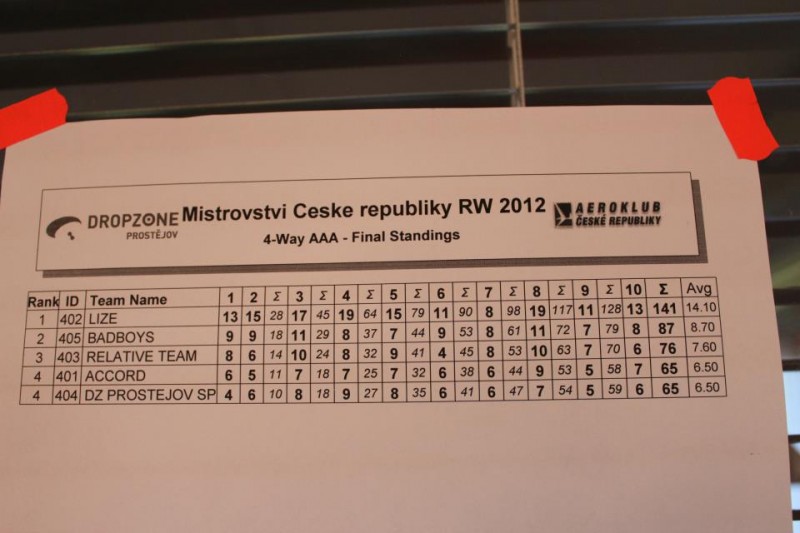 DROPZONE PROSTĚJOV
Mistrovstvi Ceske republiky RW 2012
AEROKLUB ČESKÉ REPUBLIKY
4-Way AAA - Final Standings
Rank ID Team Name 1 2 Σ 3 Σ 4 Σ 5 Σ 6 Σ 7 Σ 8 Σ 9 Σ 10 Σ Avg
1 402 LIZE 13 15 28 17 45 19 64 15 79 11 90 8 98 19 117 11 128 13 141 14.10
2 405 BADBOYS 9 9 18 11 29 8 37 7 44 9 53 8 61 11 72 7 79 8 87 8.70
3 403 RELATIVE TEAM 8 6 14 10 24 8 32 9 41 4 45 8 53 10 63 7 70 6 76 7.60
4 401 ACCORD 6 5 11 7 18 7 25 7 32 6 38 6 44 9 53 5 58 7 65 6.50
4 404 DZ PROSTEJOV SP 4 6 10 8 18 9 27 8 35 6 41 6 47 7 54 5 59 6 65 6.50